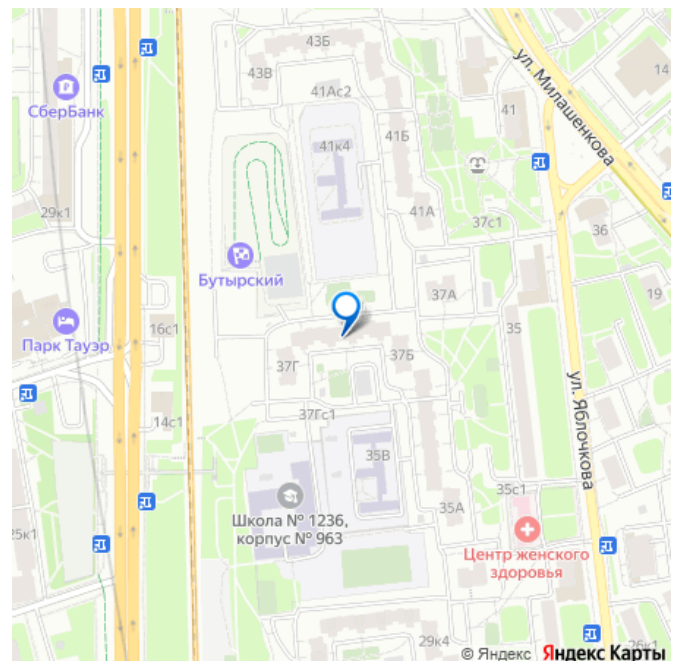 43Б
43В
14
СберБанк
41Ас2
41
ул. Милашенкова
41Б
41к4
29к1
41А
37с1
36
Бутырский
37А
19
16с1
35
Парк Тауэр
37Г
37Б
ул. Яблочкова
14с1
37Гс1
35В
35А
35с1
Школа № 1236,
корпус № 963
25к1
Центр женского
здоровья
29к4
26к1
© Яндекс Яндекс Карты